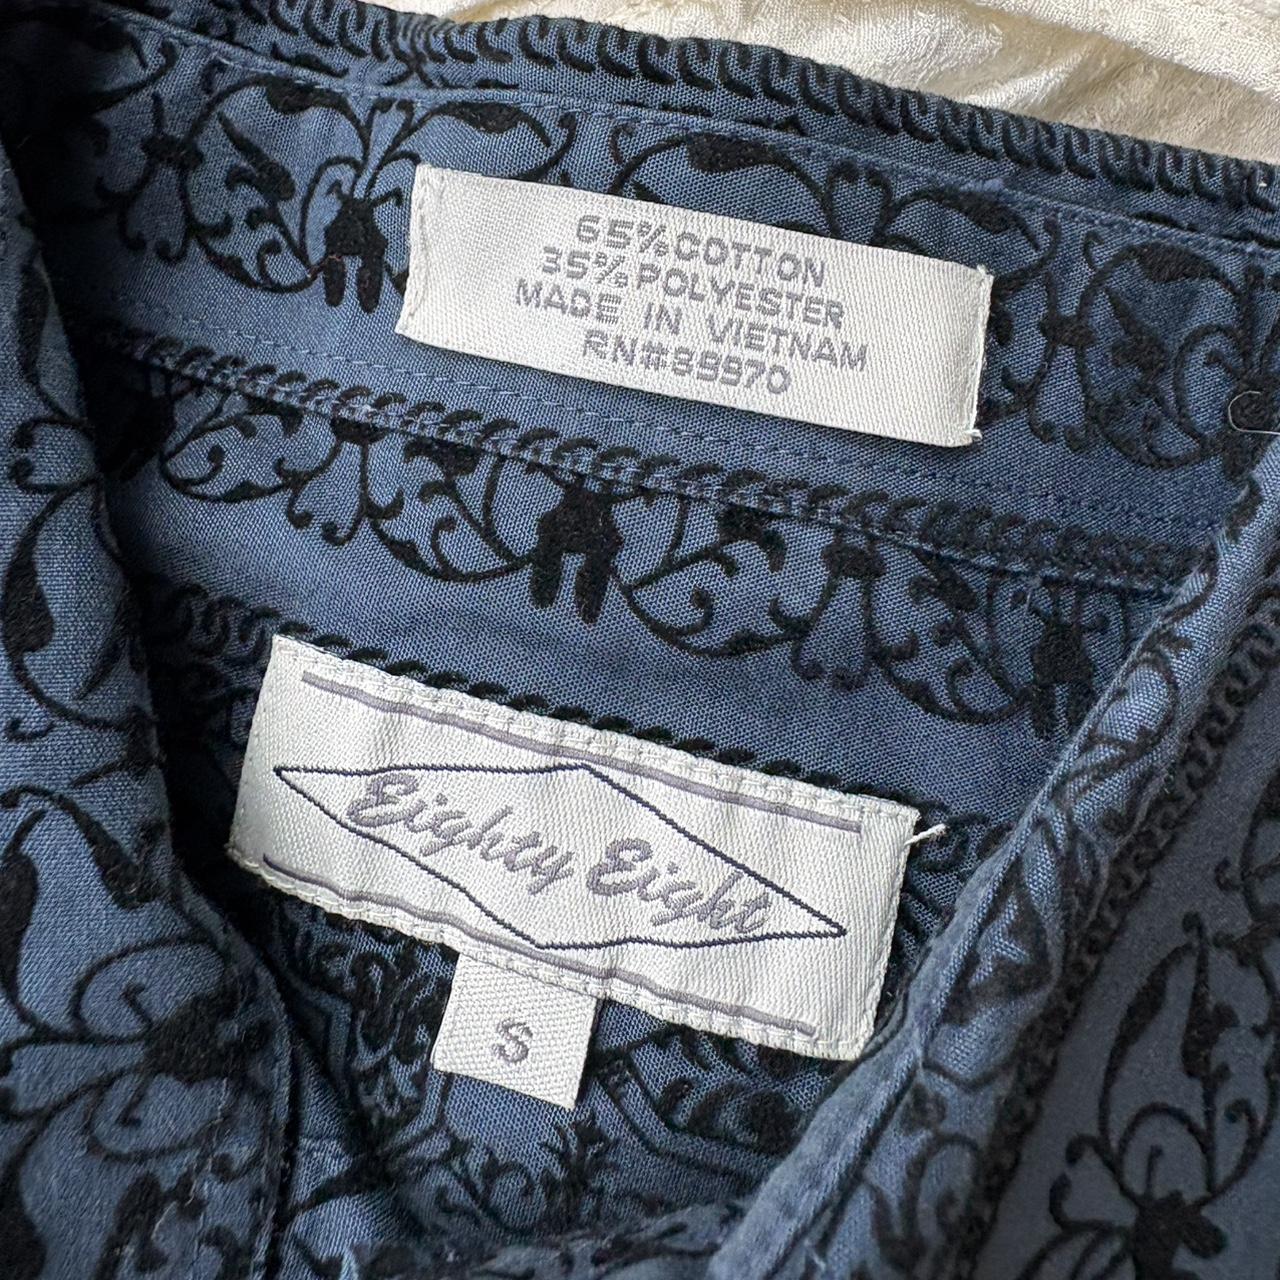 65% COTTON
35% POLYESTER
MADE IN VIETNAM
RN#89970
Eighty Eight
S